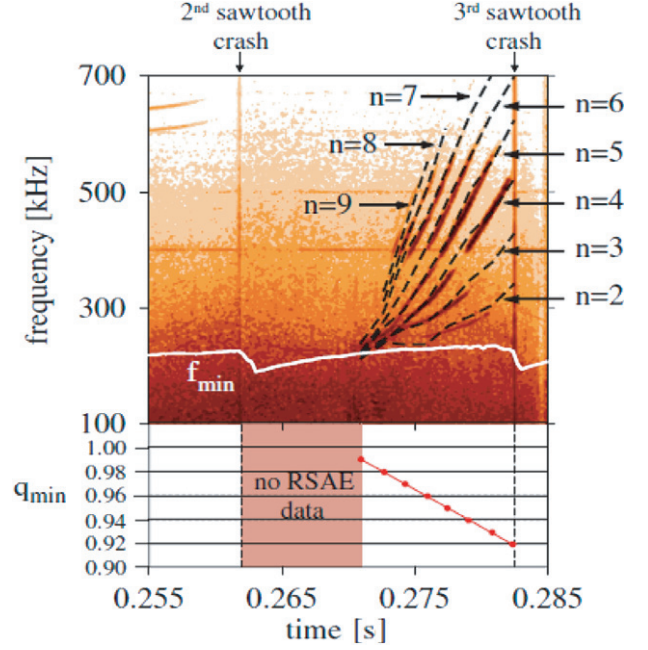 2nd sawtooth crash
3rd sawtooth crash
700
n=7
n=6
n=8
n=5
500
n=9
n=4
n=3
300
n=2
fmin
100
frequency [kHz]
1.00
0.98
0.96
0.94
0.92
0.90
qmin
no RSAE
data
0.255
0.265
0.275
0.285
time [s]